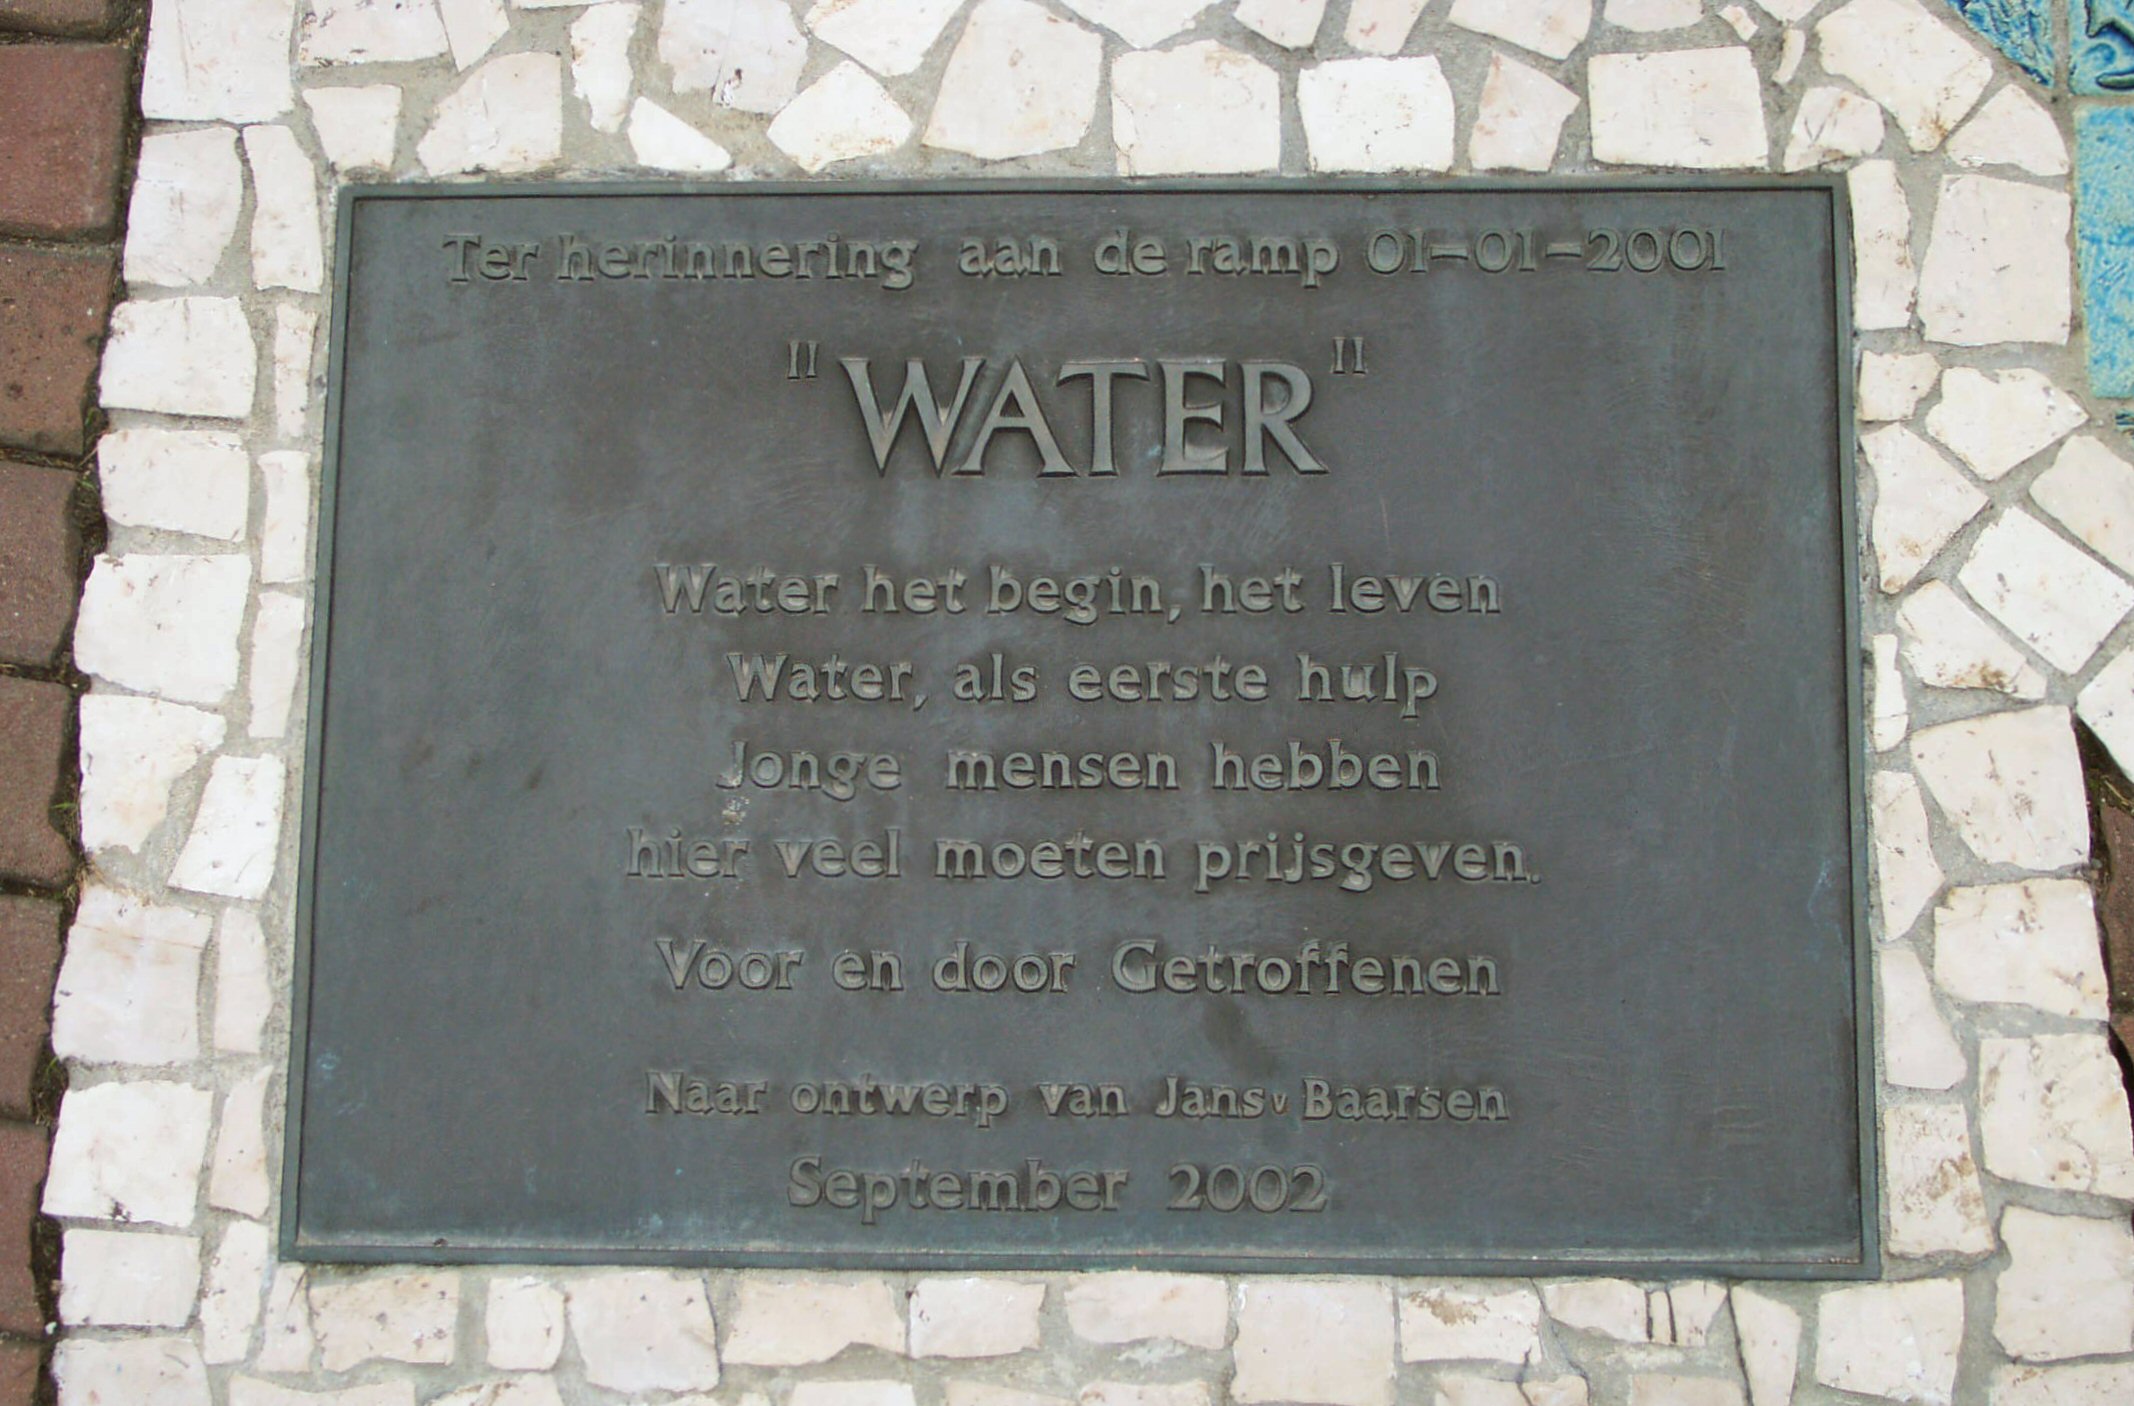 Ter herinnering aan de ramp 01-01-2001
"WATER"
Water het begin, het leven
Water, als eerste hulp
Jonge mensen hebben
hier veel moeten prijsgeven.
Voor en door Getroffenen
Naar ontwerp van Jans v Baarsen
September 2002